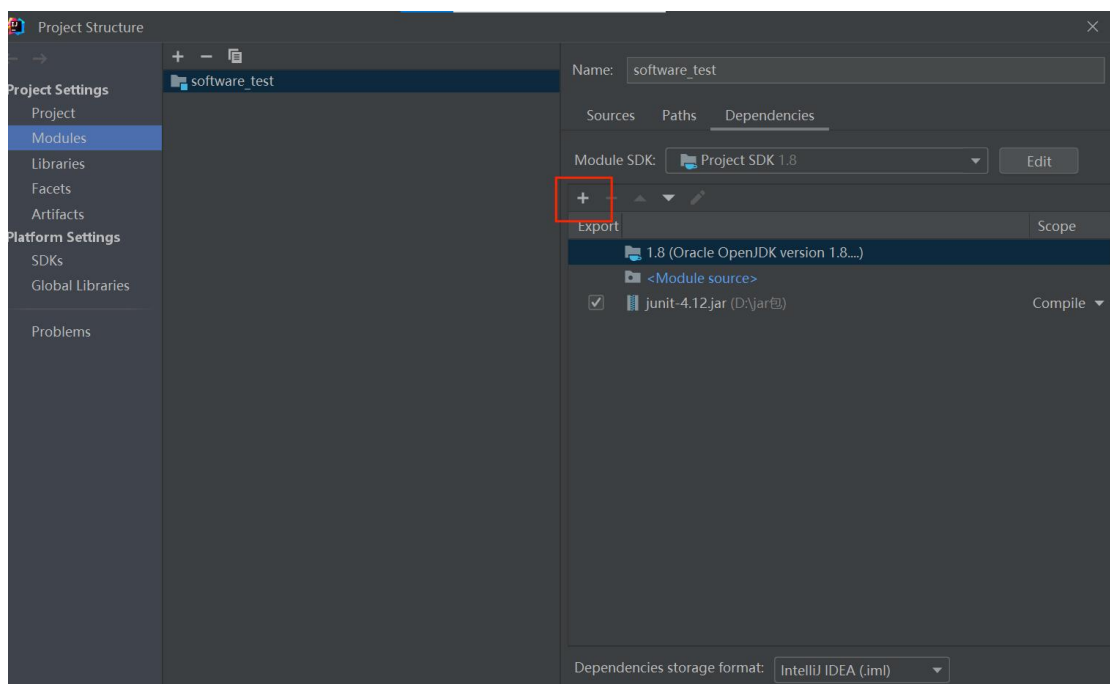 Project Structure
Project Settings
Project
Modules
Libraries
Facets
Artifacts
Platform Settings
SDKs
Global Libraries
Problems
software_test
Name: software_test
Sources Paths Dependencies
Module SDK: Project SDK 1.8 Edit
Export Scope
1.8 (Oracle OpenJDK version 1.8....)
<Module source>
junit-4.12.jar (D:\jar包) Compile
Dependencies storage format: IntelliJ IDEA (.iml)